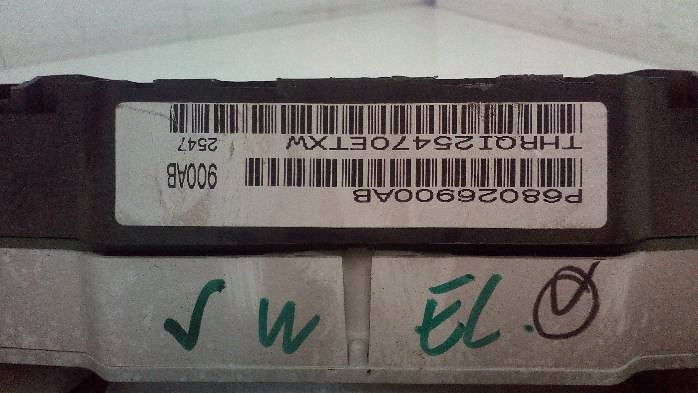 P68026900AB 900AB
THRQI25470ETXW 2547
✓ W EL. ✓